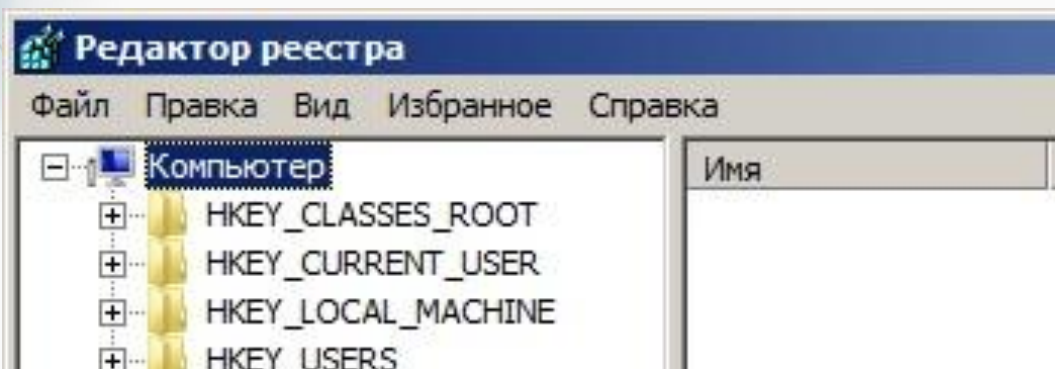 Редактор реестра
Файл Правка Вид Избранное Справка
Компьютер
Имя
HKEY_CLASSES_ROOT
HKEY_CURRENT_USER
HKEY_LOCAL_MACHINE
HKEY_USERS